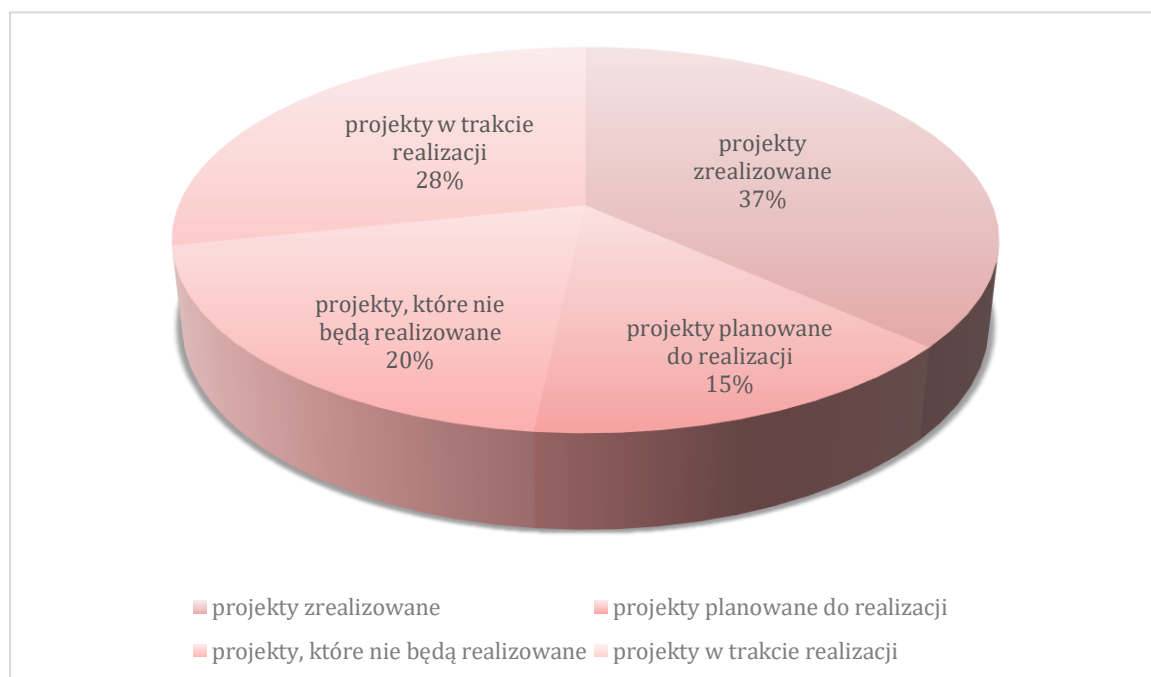 projekty w trakcie
realizacji
28%
projekty
zrealizowane
37%
projekty, które nie
będą realizowane
20%
projekty planowane
do realizacji
15%
projekty zrealizowane
projekty planowane do realizacji
projekty, które nie będą realizowane
projekty w trakcie realizacji